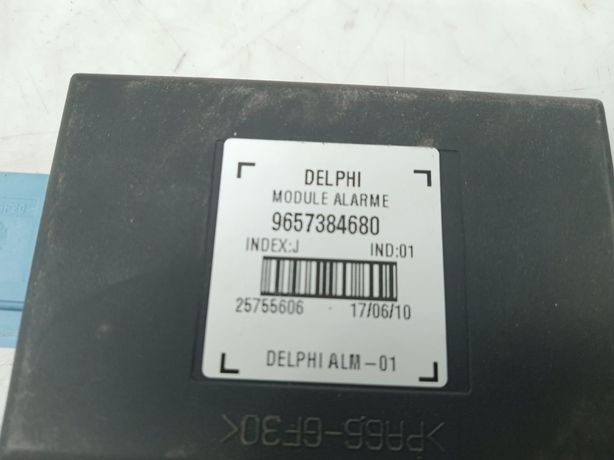 DELPHI
MODULE ALARME
9657384680
INDEX:J IND:01
25755606 17/06/10
DELPHI ALM-01
>PA66-GF30<